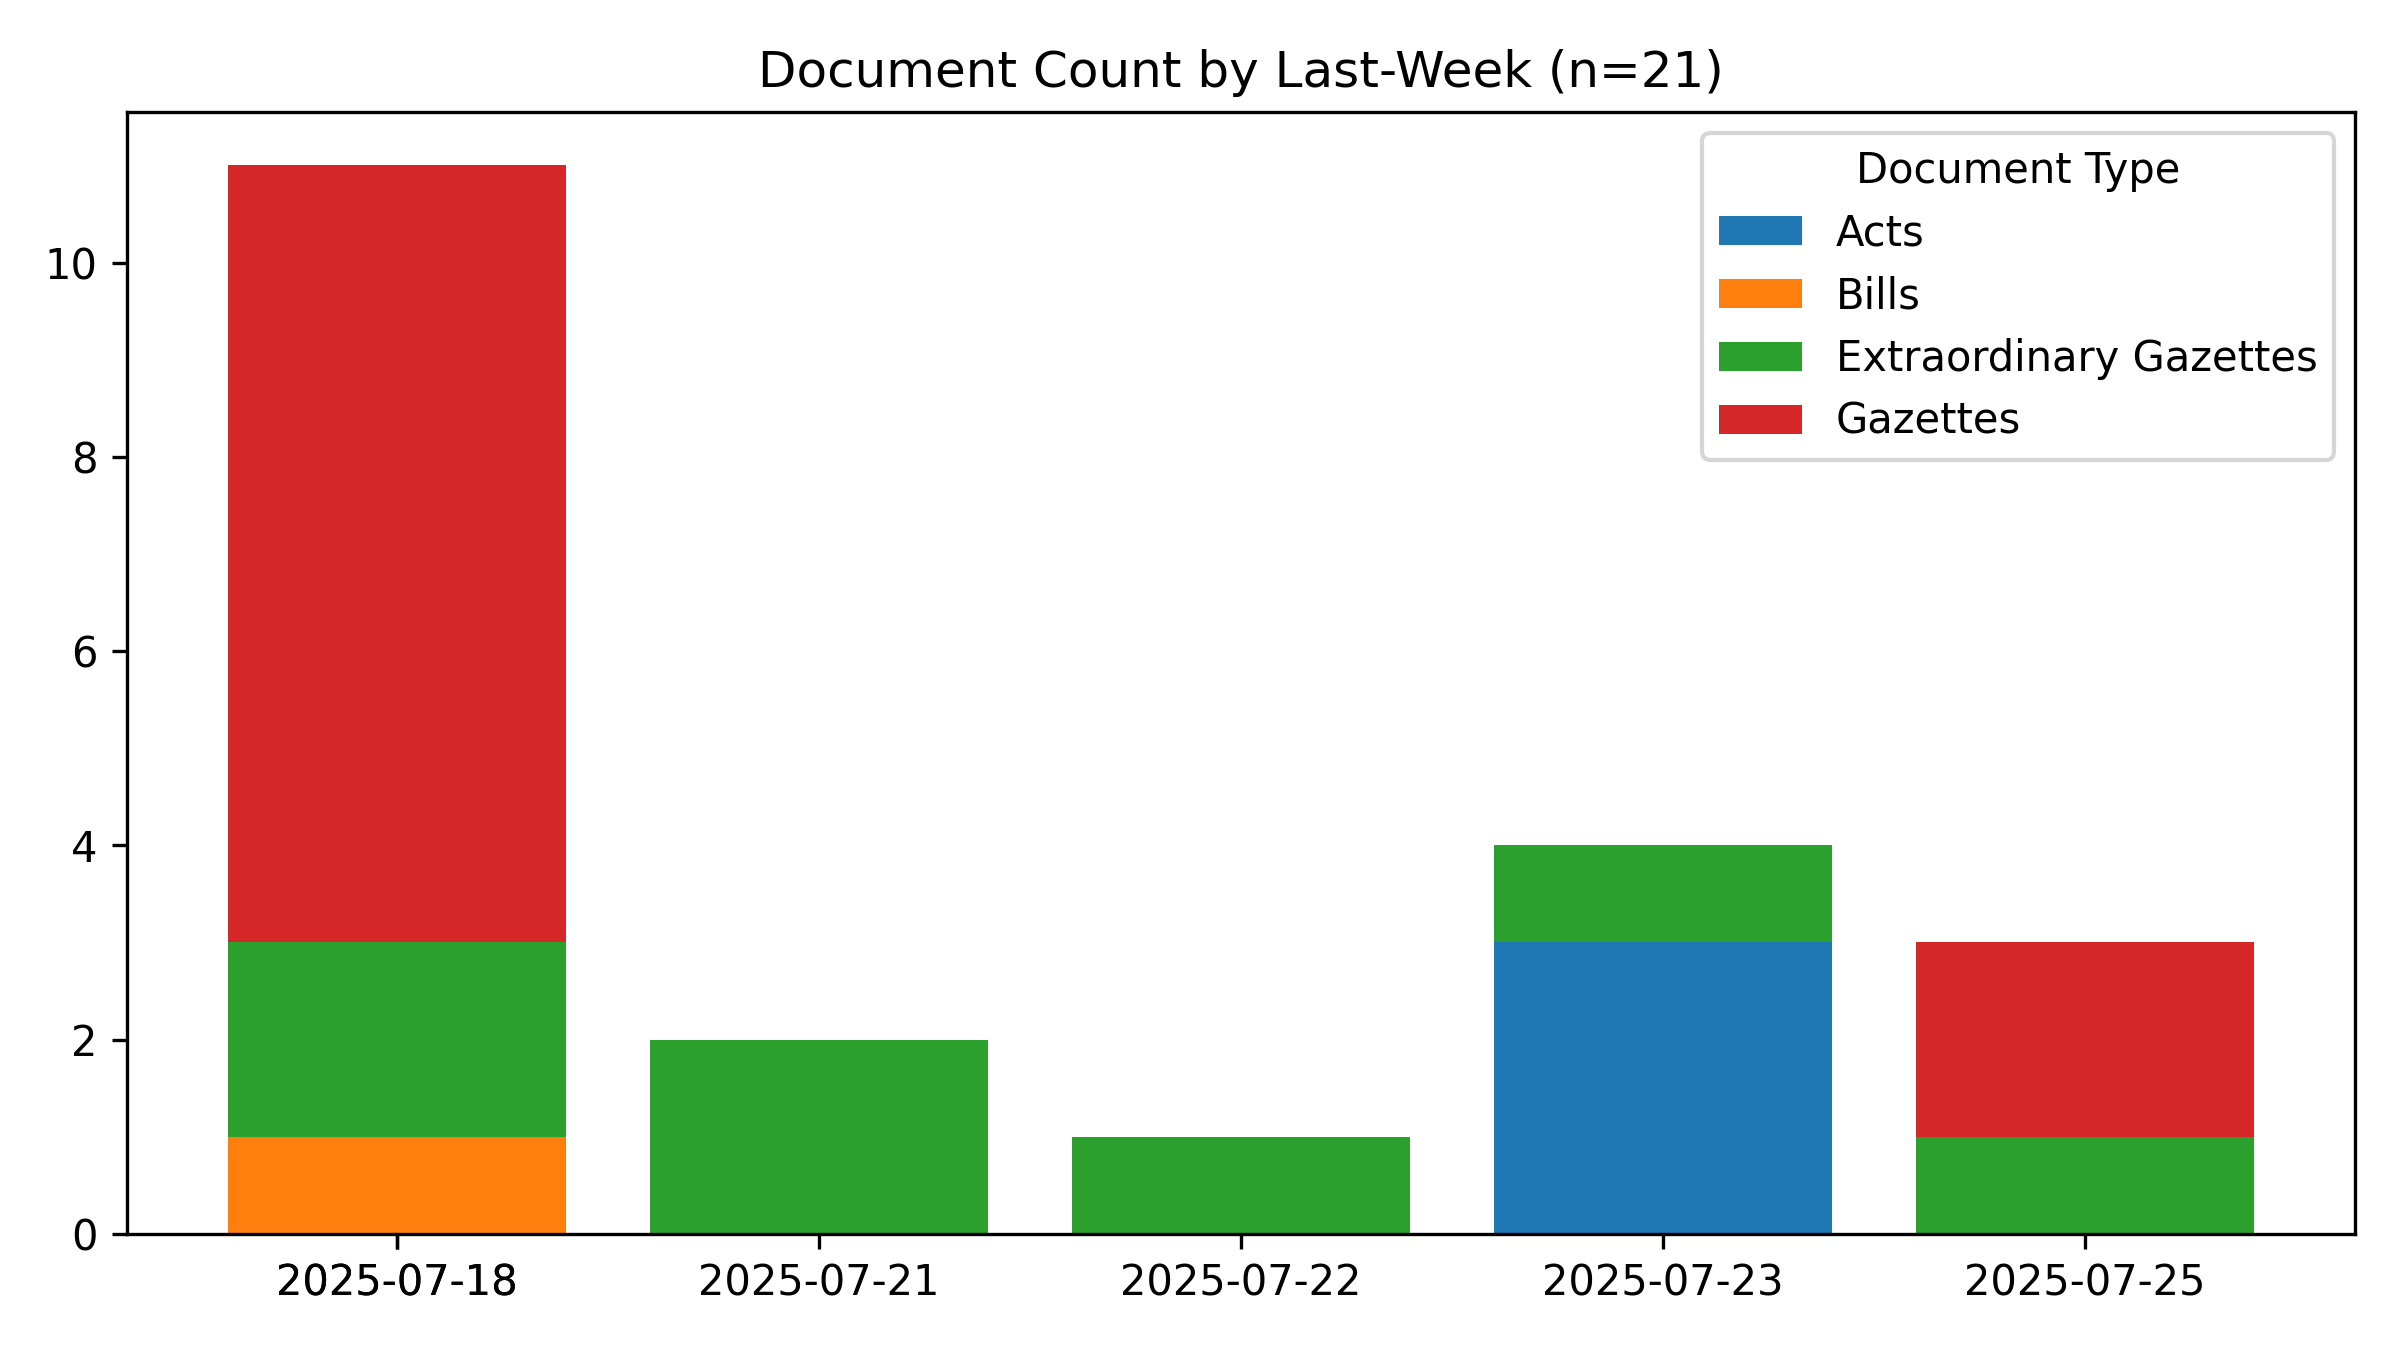 Document Count by Last-Week (n=21)
Document Type
Acts
Bills
Extraordinary Gazettes
Gazettes
10
8
6
4
2
0
2025-07-18
2025-07-21
2025-07-22
2025-07-23
2025-07-25